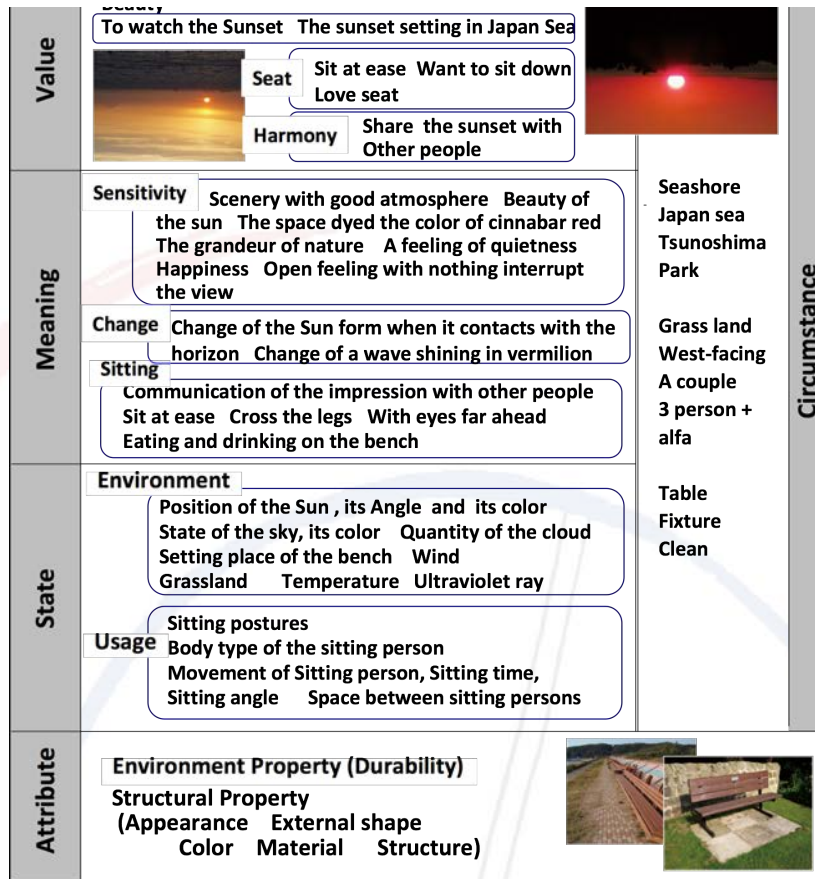 Beauty
To watch the Sunset The sunset setting in Japan Sea
Value
Seat
Sit at ease Want to sit down
Love seat
Harmony
Share the sunset with
Other people
Meaning
Sensitivity
Scenery with good atmosphere Beauty of
the sun The space dyed the color of cinnabar red
The grandeur of nature A feeling of quietness
Happiness Open feeling with nothing interrupt
the view
Change
Change of the Sun form when it contacts with the
horizon Change of a wave shining in vermilion
Sitting
Communication of the impression with other people
Sit at ease Cross the legs With eyes far ahead
Eating and drinking on the bench
State
Environment
Position of the Sun , its Angle and its color
State of the sky, its color Quantity of the cloud
Setting place of the bench Wind
Grassland Temperature Ultraviolet ray
Usage
Sitting postures
Body type of the sitting person
Movement of Sitting person, Sitting time,
Sitting angle Space between sitting persons
Attribute
Environment Property (Durability)
Structural Property
(Appearance External shape
Color Material Structure)
Seashore
Japan sea
Tsunoshima
Park
Grass land
West-facing
A couple
3 person +
alfa
Table
Fixture
Clean
Circumstance